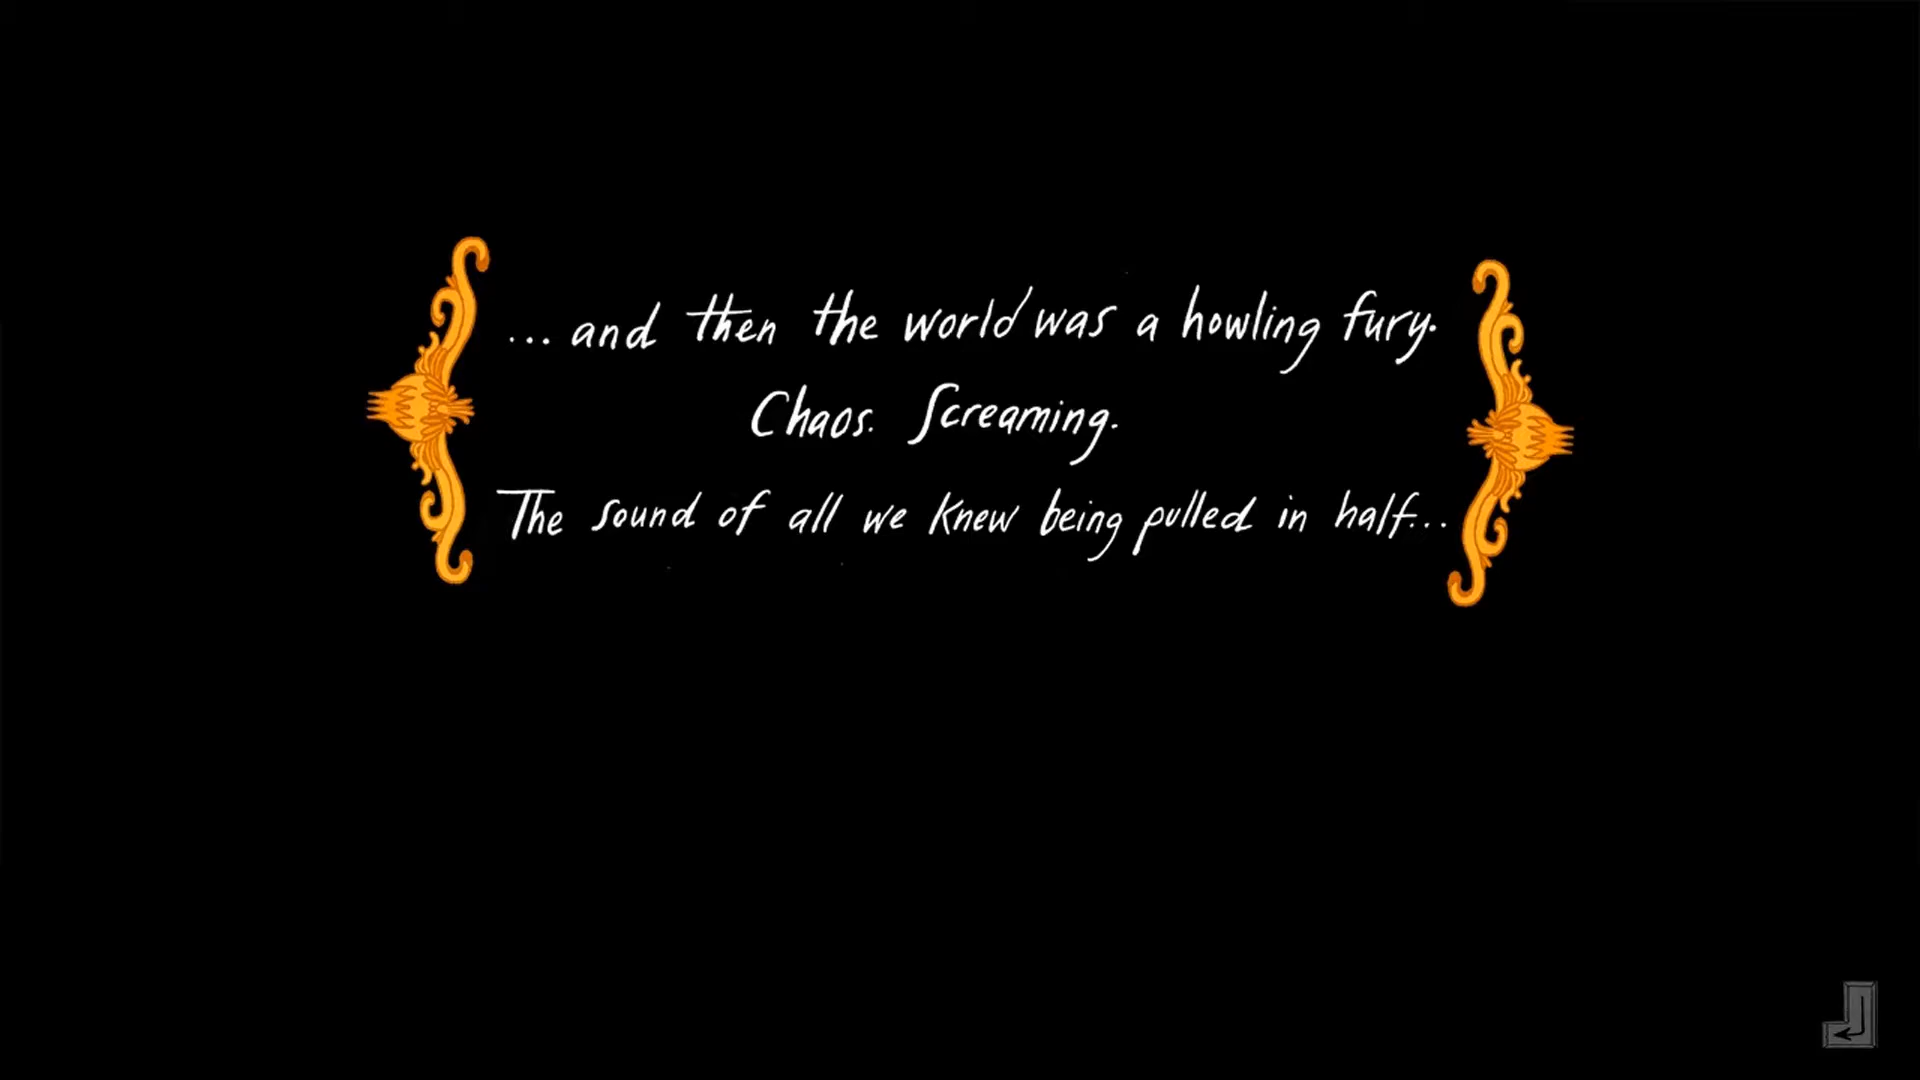 ...and then the world was a howling fury.
Chaos. Screaming.
The sound of all we knew being pulled in half...